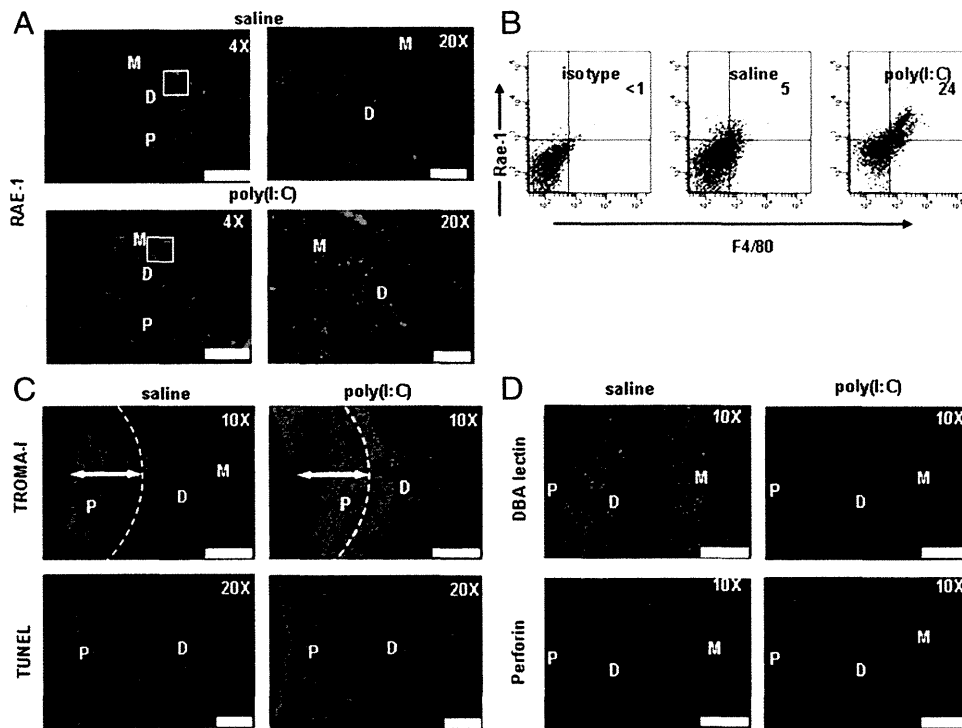 A
saline
4X
M
D
P
20X
M
D
RAE-1
poly(I:C)
4X
M
D
P
20X
M
D
B
isotype
<1
saline
5
poly(I:C)
24
Rae-1
F4/80
C
saline
poly(I:C)
TROMA-I
10X
P
D
M
10X
P
D
TUNEL
20X
P
D
20X
P
D
D
saline
poly(I:C)
DBA lectin
10X
P
D
M
10X
P
D
M
Perforin
10X
P
D
M
10X
P
D
M